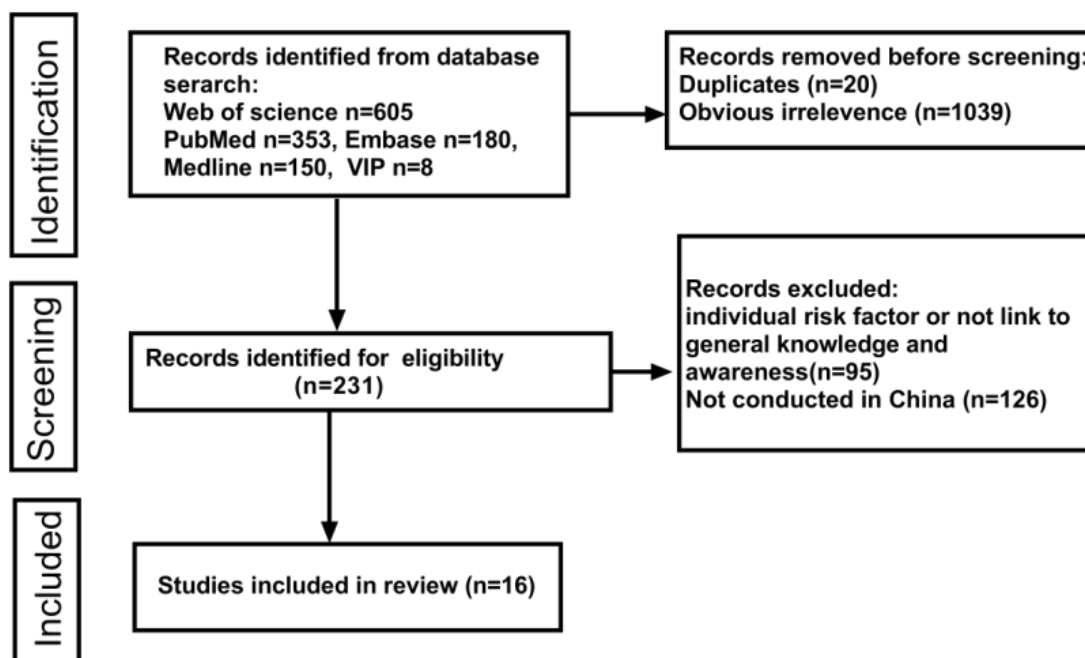 Identification
Records identified from database
serarch:
Web of science n=605
PubMed n=353, Embase n=180,
Medline n=150, VIP n=8
Records removed before screening:
Duplicates (n=20)
Obvious irrelevence (n=1039)
Screening
Records identified for eligibility
(n=231)
Records excluded:
individual risk factor or not link to
general knowledge and
awareness(n=95)
Not conducted in China (n=126)
Included
Studies included in review (n=16)